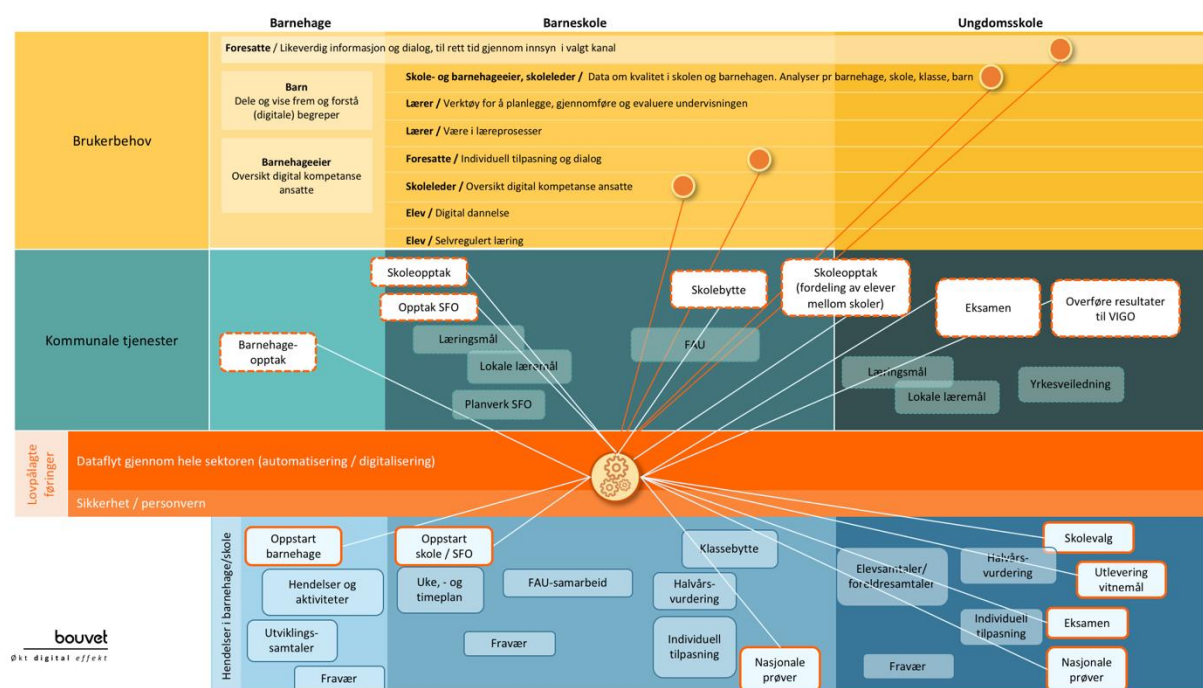 Barnehage
Barneskole
Ungdomsskole
Brukerbehov
Foresatte / Likeverdig informasjon og dialog, til rett tid gjennom innsyn i valgt kanal
Barn
Dele og vise frem og forstå
(digitale) begreper
Barnehageeier
Oversikt digital kompetanse
ansatte
Skole- og barnehageeier, skoleleder / Data om kvalitet i skolen og barnehagen. Analyser pr barnehage, skole, klasse, barn
Lærer / Verktøy for å planlegge, gjennomføre og evaluere undervisningen
Lærer / Være i læreprosesser
Foresatte / Individuell tilpasning og dialog
Skoleleder / Oversikt digital kompetanse ansatte
Elev / Digital dannelse
Elev / Selvregulert læring
Kommunale tjenester
Barnehage-
opptak
Skoleopptak
Opptak SFO
Læringsmål
Lokale læremål
Planverk SFO
Skolebytte
FAU
Skoleopptak
(fordeling av elever
mellom skoler)
Eksamen
Overføre resultater
til VIGO
Læringsmål
Lokale læremål
Yrkesveiledning
Lovpålagte
føringer
Dataflyt gjennom hele sektoren (automatisering / digitalisering)
Sikkerhet / personvern
Hendelser i barnehage/skole
Oppstart
barnehage
Hendelser og
aktiviteter
Utviklings-
samtaler
Fravær
Oppstart
skole / SFO
Uke, - og
timeplan
FAU-samarbeid
Fravær
Klassebytte
Halvårs-
vurdering
Individuell
tilpasning
Nasjonale
prøver
Elevsamtaler/
foreldresamtaler
Fravær
Halvårs-
vurdering
Individuell
tilpasning
Skolevalg
Utlevering
vitnemål
Eksamen
Nasjonale
prøver
bouvet
Økt digital effekt